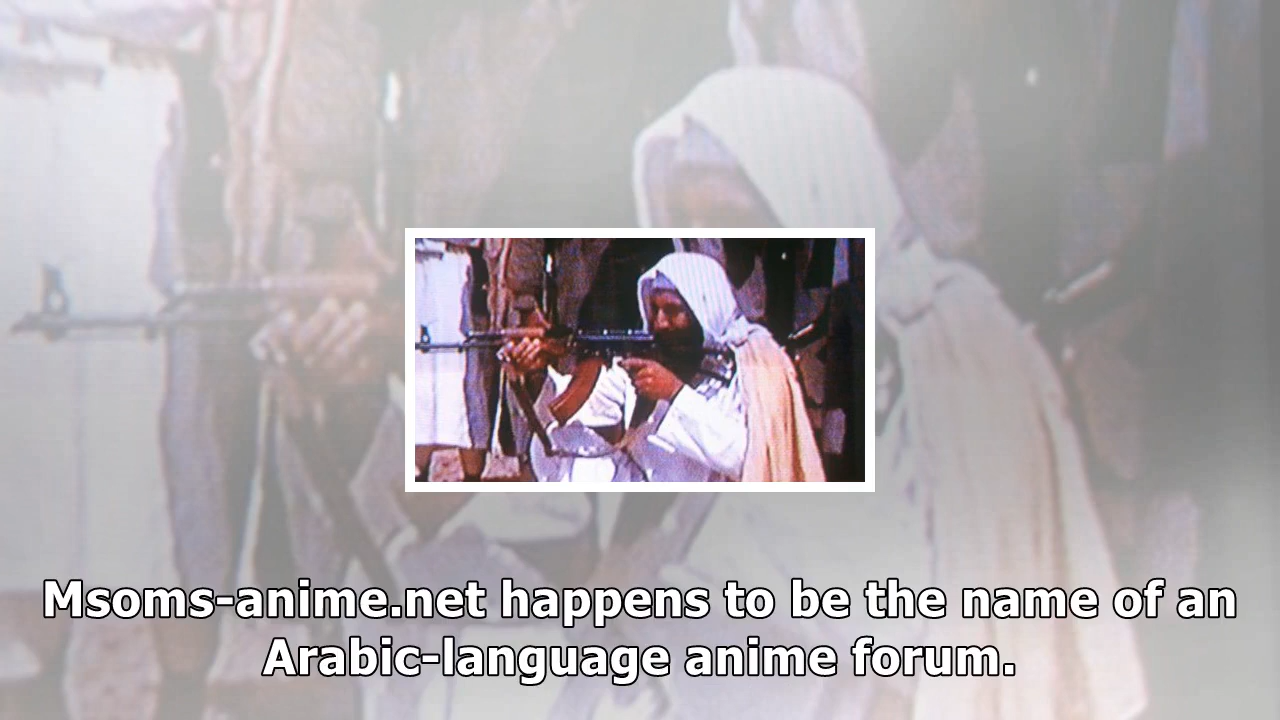 Msoms-anime.net happens to be the name of an
Arabic-language anime forum.